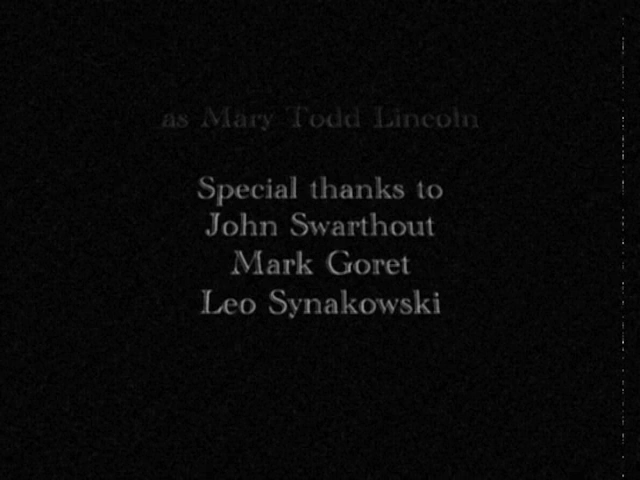 as Mary Todd Lincoln
Special thanks to
John Swarthout
Mark Goret
Leo Synakowski